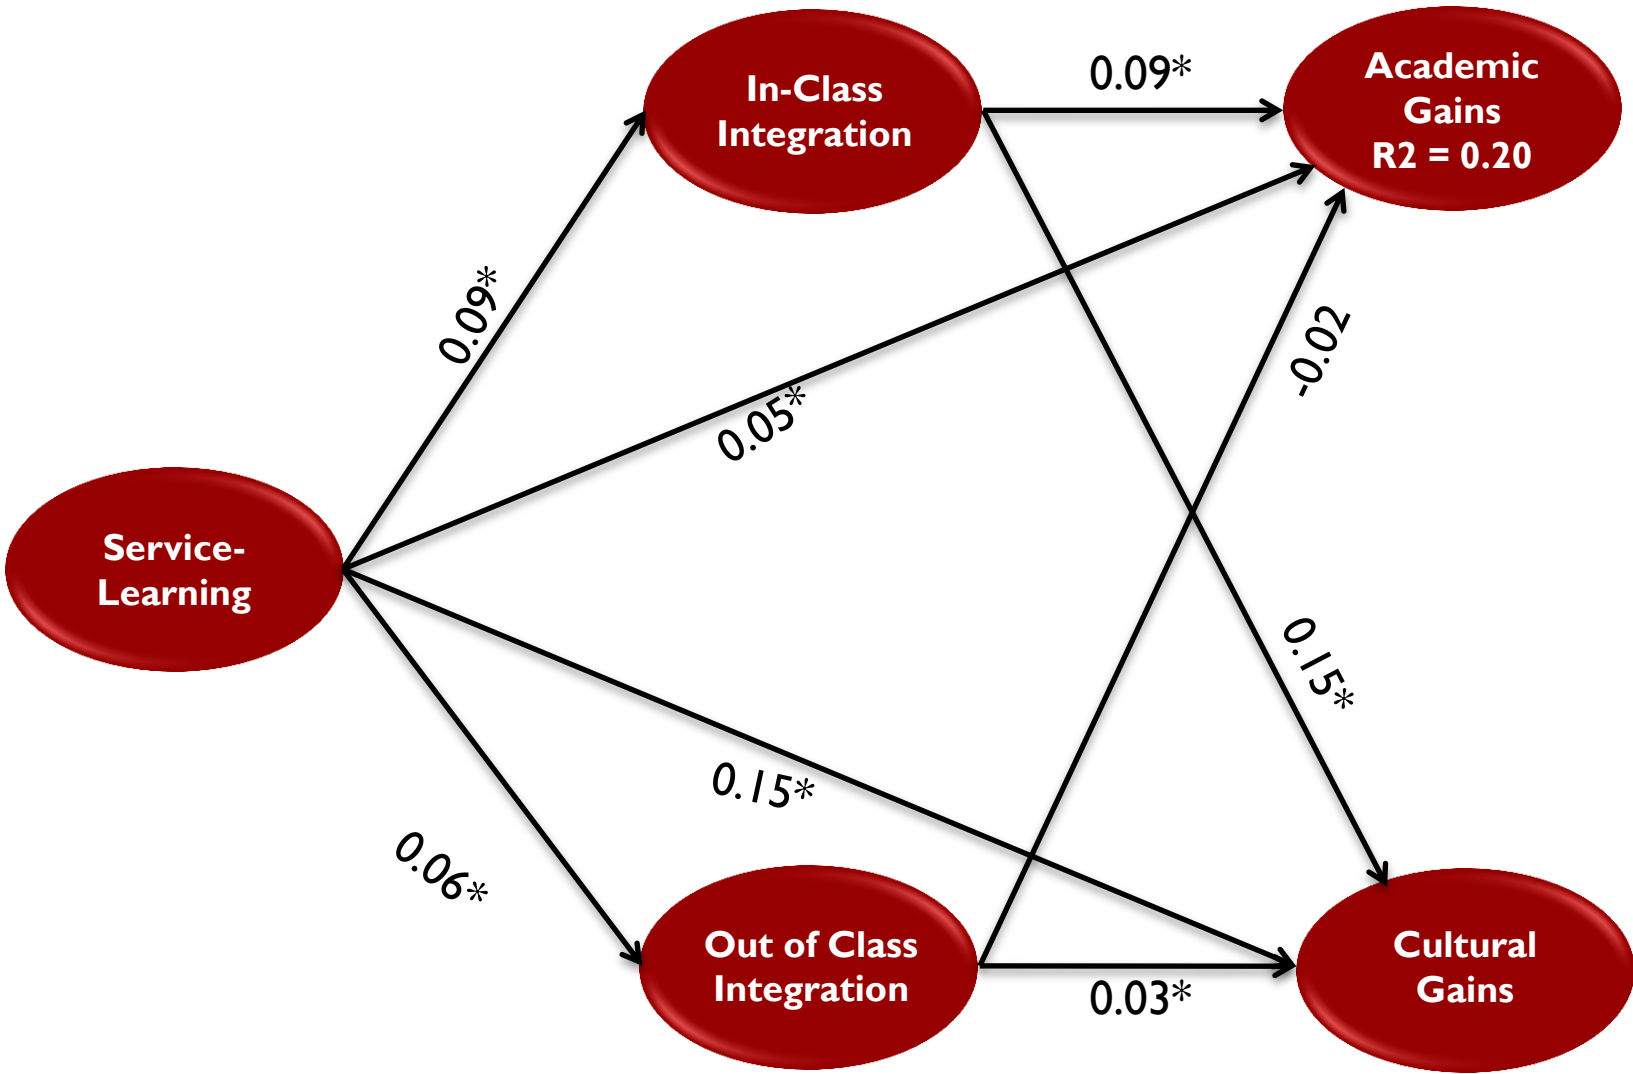 In-Class
Integration
0.09*
Academic
Gains
R2 = 0.20
0.09*
0.05*
-0.02
Service-
Learning
0.15*
0.15*
0.06*
Out of Class
Integration
0.03*
Cultural
Gains